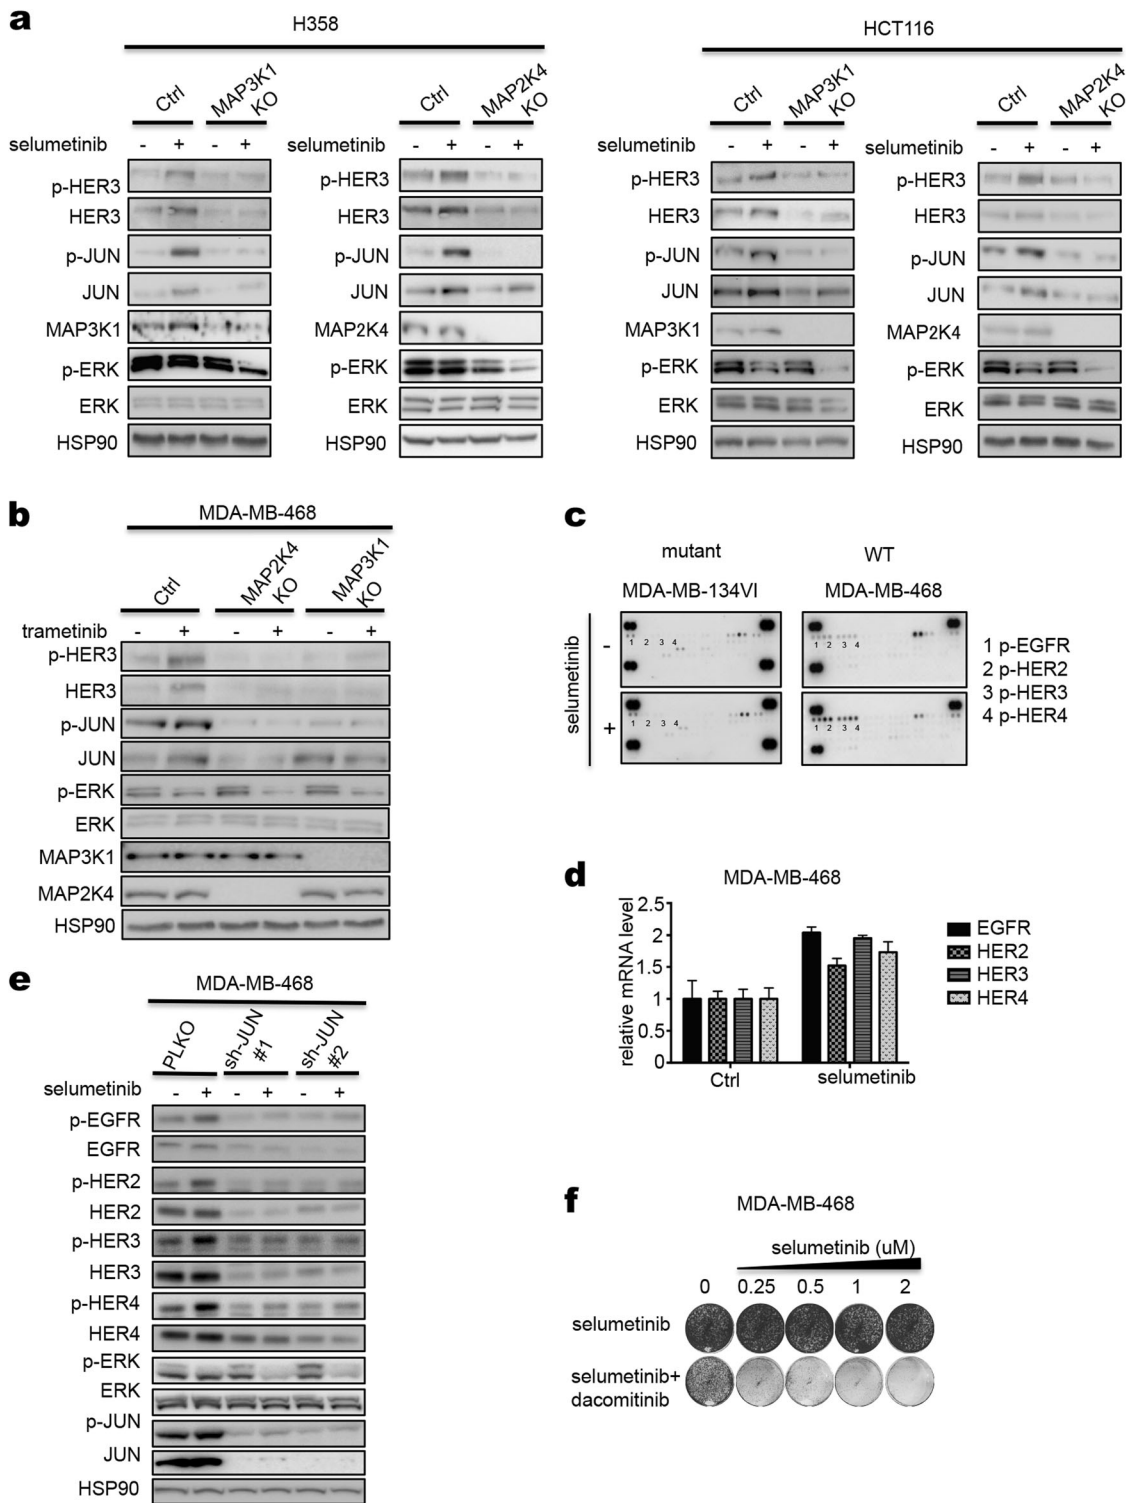 a
H358
HCT116
Ctrl
MAP3K1
KO
Ctrl
MAP2K4
KO
Ctrl
MAP3K1
KO
Ctrl
MAP2K4
KO
selumetinib - + - +
p-HER3
HER3
p-JUN
JUN
MAP3K1
p-ERK
ERK
HSP90
selumetinib - + - +
p-HER3
HER3
p-JUN
JUN
MAP2K4
p-ERK
ERK
HSP90
selumetinib - + - +
p-HER3
HER3
p-JUN
JUN
MAP3K1
p-ERK
ERK
HSP90
selumetinib - + - +
p-HER3
HER3
p-JUN
JUN
MAP2K4
p-ERK
ERK
HSP90
b
MDA-MB-468
Ctrl
MAP2K4
KO
MAP3K1
KO
trametinib - + - + - +
p-HER3
HER3
p-JUN
JUN
p-ERK
ERK
MAP3K1
MAP2K4
HSP90
c
mutant WT
MDA-MB-134VI MDA-MB-468
selumetinib
-
1 2 3 4
1 2 3 4
+
1 2 3 4
1 2 3 4
1 p-EGFR
2 p-HER2
3 p-HER3
4 p-HER4
d
MDA-MB-468
relative mRNA level
2.5
2
1.5
1
0.5
0
Ctrl selumetinib
EGFR
HER2
HER3
HER4
e
MDA-MB-468
PLKO
sh-JUN
#1
sh-JUN
#2
selumetinib - + - + - +
p-EGFR
EGFR
p-HER2
HER2
p-HER3
HER3
p-HER4
HER4
p-ERK
ERK
p-JUN
JUN
HSP90
f
MDA-MB-468
selumetinib (uM)
0 0.25 0.5 1 2
selumetinib
selumetinib+
dacomitinib